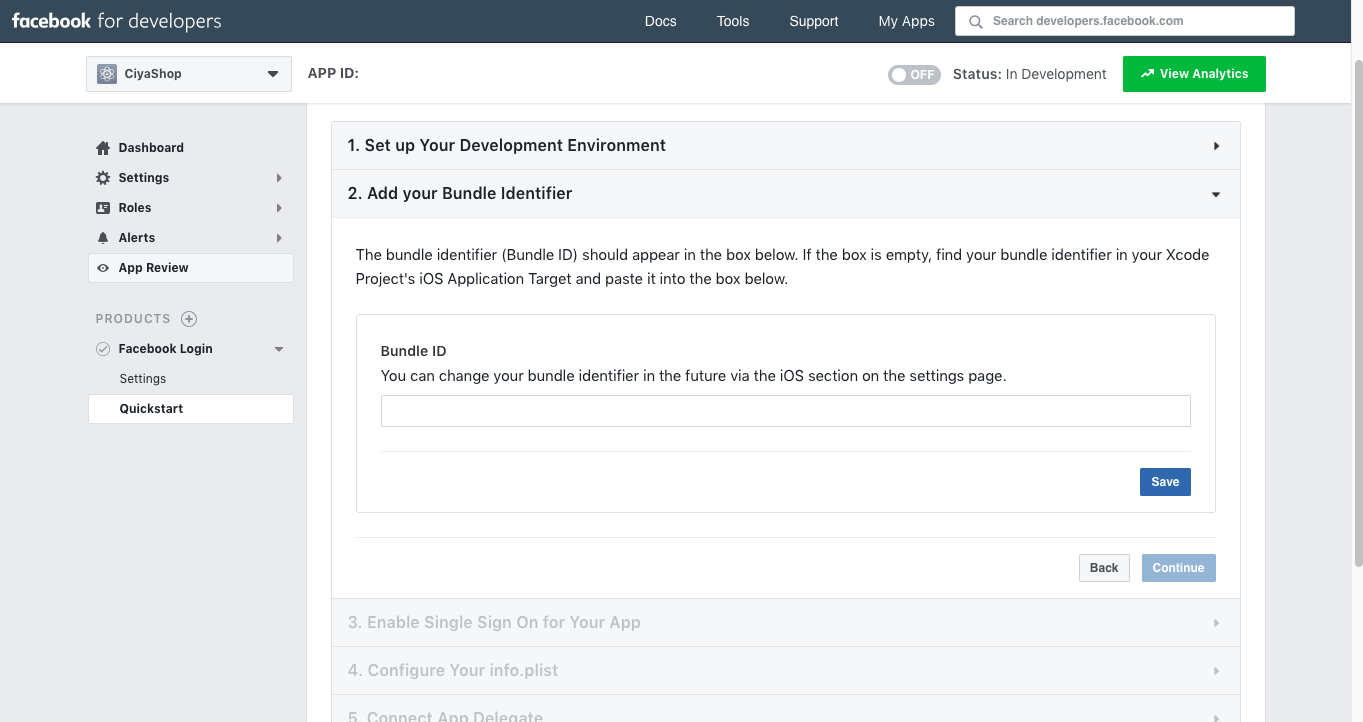 facebook for developers
Docs
Tools
Support
My Apps
Search developers.facebook.com
CiyaShop
APP ID:
OFF
Status: In Development
View Analytics
Dashboard
Settings
Roles
Alerts
App Review
PRODUCTS
Facebook Login
Settings
Quickstart
1. Set up Your Development Environment
2. Add your Bundle Identifier
The bundle identifier (Bundle ID) should appear in the box below. If the box is empty, find your bundle identifier in your Xcode
Project's iOS Application Target and paste it into the box below.
Bundle ID
You can change your bundle identifier in the future via the iOS section on the settings page.
Save
Back
Continue
3. Enable Single Sign On for Your App
4. Configure Your info.plist
5. Connect App Delegate